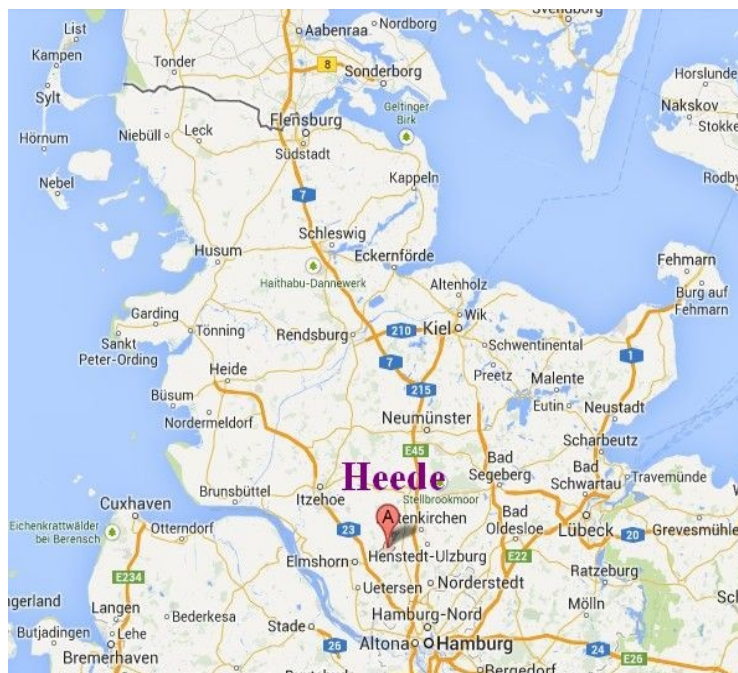 List
Kampen
Sylt
Hörnum
Nebel
Tonder
Niebüll
Leck
Aabenraa
Nordborg
8
Sonderborg
Geltinger
Birk
Flensburg
Südstadt
7
Kappeln
Svendborg
Horslunde
Nakskov
Stokke
Rodby
Schleswig
Husum
Haithabu-Dannewerk
Eckernförde
Altenholz
Fehmarn
Burg auf
Fehmarn
Garding
Tönning
Sankt
Peter-Ording
Rendsburg
210
Kiel
Wik
Schwentinental
1
7
Heide
215
Preetz
Malente
Büsum
Eutin
Neustadt
Nordermeldorf
Neumünster
E45
Scharbeutz
Heede
Bad
Segeberg
Bad
Schwartau
Travemünde
Itzehoe
Stellbrookmoor
Brunsbüttel
Cuxhaven
A
tenkirchen
Bad
Oldesloe
Lübeck
20
Grevesmühle
Eichenkrattwälder
bei Berensch
Otterndorf
23
Henstedt-Ulzburg
E22
Elmshorn
Ratzeburg
E234
Uetersen
Norderstedt
ngerland
Langen
Mölln
Sc
Bederkesa
Hamburg-Nord
Butjadingen
Lehe
Stade
26
Altona
Hamburg
24
E26
Bremerhaven
Bergedorf